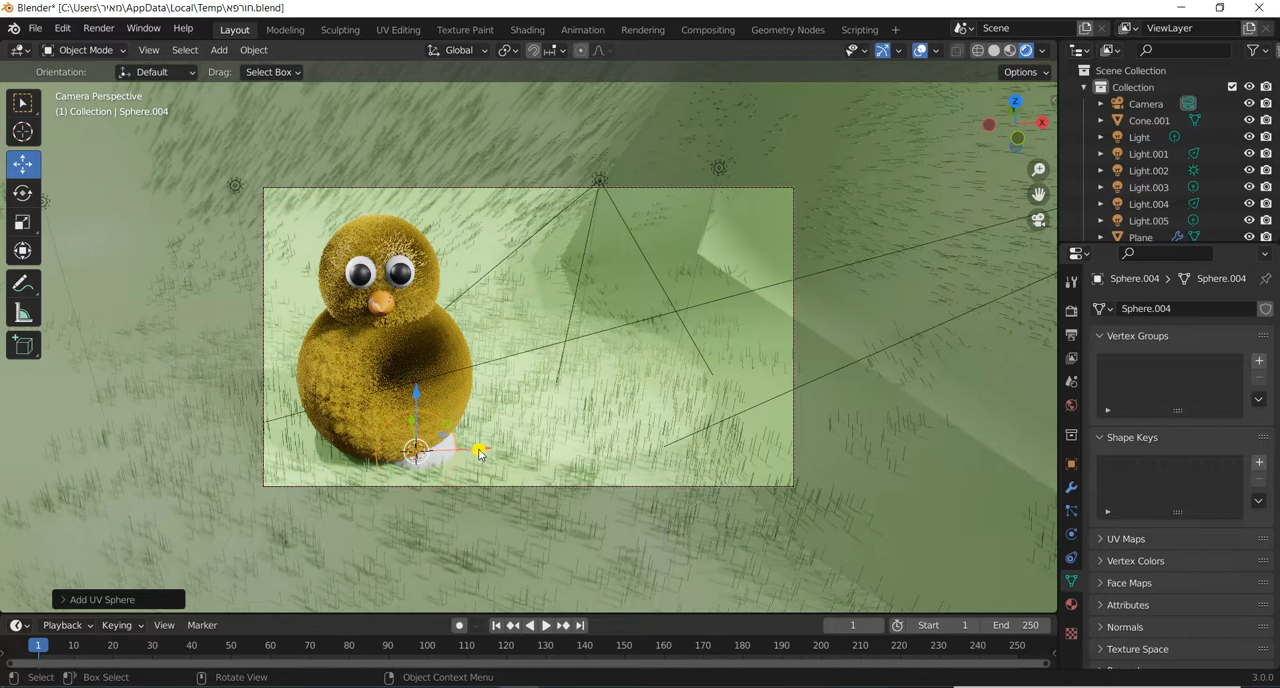 Blender* [C:\Users\מאיר\AppData\Local\Temp\חורפא.blend]
File Edit Render Window Help Layout Modeling Sculpting UV Editing Texture Paint Shading Animation Rendering Compositing Geometry Nodes Scripting + Scene ViewLayer
Object Mode View Select Add Object Global
Orientation: Default Drag: Select Box Options
Camera Perspective
(1) Collection | Sphere.004
Z
X
Scene Collection
Collection
Camera
Cone.001
Light
Light.001
Light.002
Light.003
Light.004
Light.005
Plane
Sphere.004 > Sphere.004
Sphere.004
Vertex Groups
Shape Keys
UV Maps
Vertex Colors
Face Maps
Attributes
Normals
Texture Space
> Add UV Sphere
Playback Keying View Marker 1 Start 1 End 250
1 10 20 30 40 50 60 70 80 90 100 110 120 130 140 150 160 170 180 190 200 210 220 230 240 250
Select Box Select Rotate View Object Context Menu 3.0.0